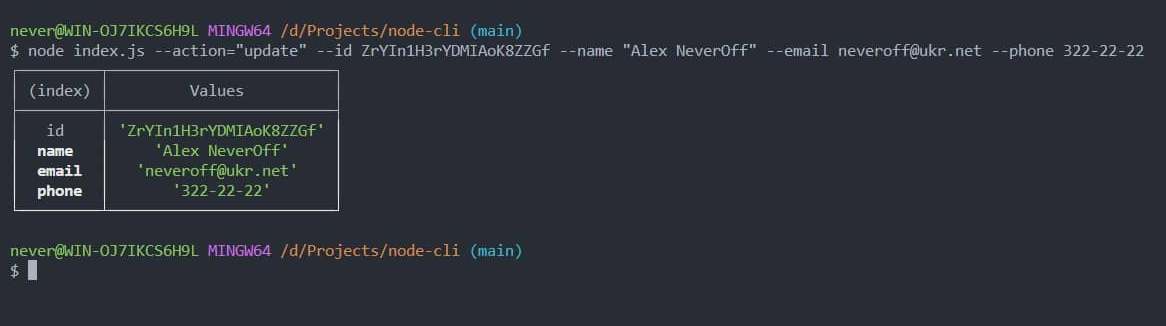 never@WIN-OJ7IKCS6H9L MINGW64 /d/Projects/node-cli (main)
$ node index.js --action="update" --id ZrYIn1H3rYDMIAoK8ZZGf --name "Alex NeverOff" --email neveroff@ukr.net --phone 322-22-22
(index) Values
id 'ZrYIn1H3rYDMIAoK8ZZGf'
name 'Alex NeverOff'
email 'neveroff@ukr.net'
phone '322-22-22'
never@WIN-OJ7IKCS6H9L MINGW64 /d/Projects/node-cli (main)
$